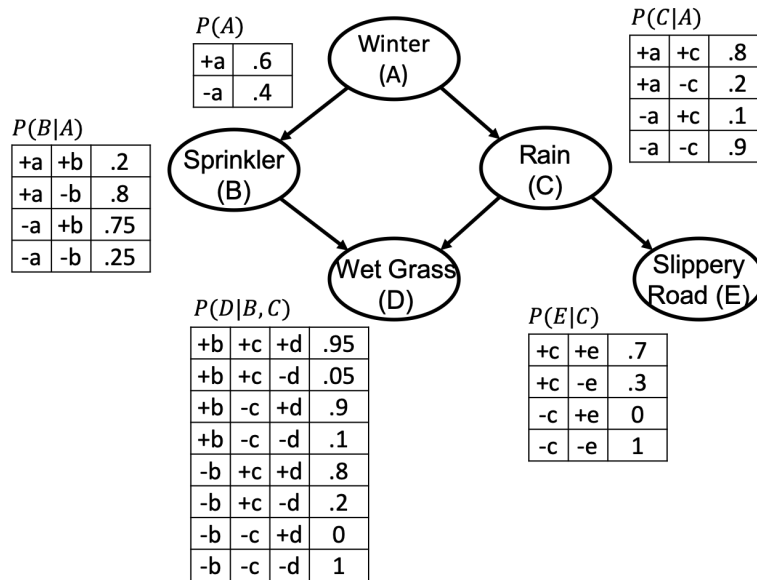 P(A)
+a +c .8
+a .6
-a .4
Winter
(A)
P(C|A)
+a -c .2
-a +c .1
-a -c .9
P(B|A)
+a +b .2
+a -b .8
-a +b .75
-a -b .25
Sprinkler
(B)
Rain
(C)
Wet Grass
(D)
Slippery
Road (E)
P(D|B, C)
+b +c +d .95
+b +c -d .05
+b -c +d .9
+b -c -d .1
-b +c +d .8
-b +c -d .2
-b -c +d 0
-b -c -d 1
P(E|C)
+c +e .7
+c -e .3
-c +e 0
-c -e 1